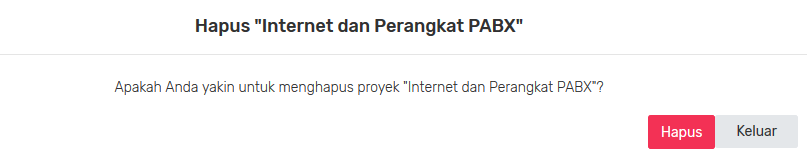 Hapus "Internet dan Perangkat PABX"
Apakah Anda yakin untuk menghapus proyek "Internet dan Perangkat PABX"?
Hapus
Keluar